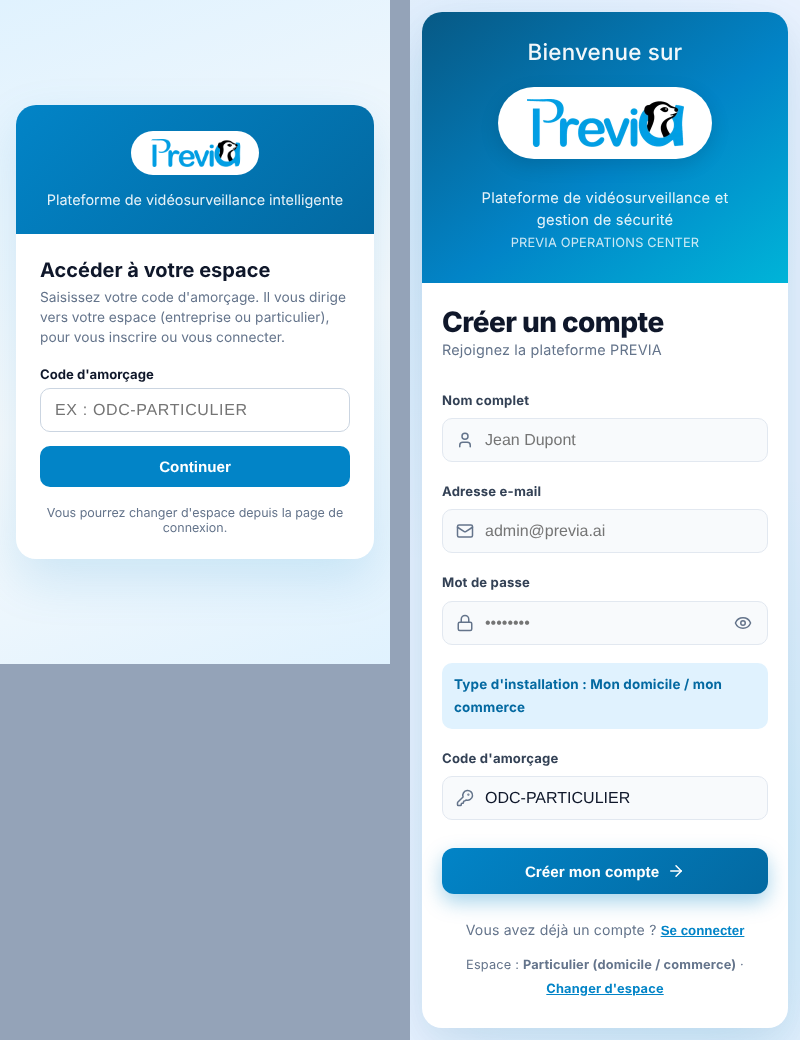 Previa
Plateforme de vidéosurveillance intelligente
Accéder à votre espace
Saisissez votre code d'amorçage. Il vous dirige
vers votre espace (entreprise ou particulier),
pour vous inscrire ou vous connecter.
Code d'amorçage
EX : ODC-PARTICULIER
Continuer
Vous pourrez changer d'espace depuis la page de
connexion.
Bienvenue sur
Previa
Plateforme de vidéosurveillance et
gestion de sécurité
PREVIA OPERATIONS CENTER
Créer un compte
Rejoignez la plateforme PREVIA
Nom complet
Jean Dupont
Adresse e-mail
admin@previa.ai
Mot de passe
••••••••
Type d'installation : Mon domicile / mon
commerce
Code d'amorçage
ODC-PARTICULIER
Créer mon compte →
Vous avez déjà un compte ? Se connecter
Espace : Particulier (domicile / commerce) ·
Changer d'espace